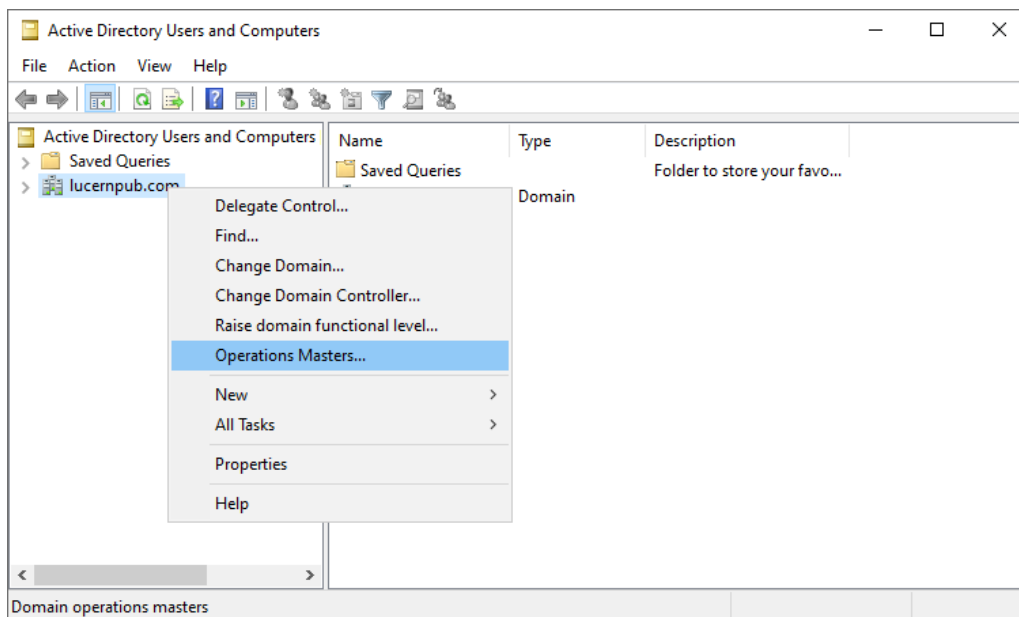 Active Directory Users and Computers
File Action View Help
Active Directory Users and Computers
Saved Queries
lucernpub.com
Name Type Description
Saved Queries Folder to store your favo...
Domain
Delegate Control...
Find...
Change Domain...
Change Domain Controller...
Raise domain functional level...
Operations Masters...
New
All Tasks
Properties
Help
Domain operations masters